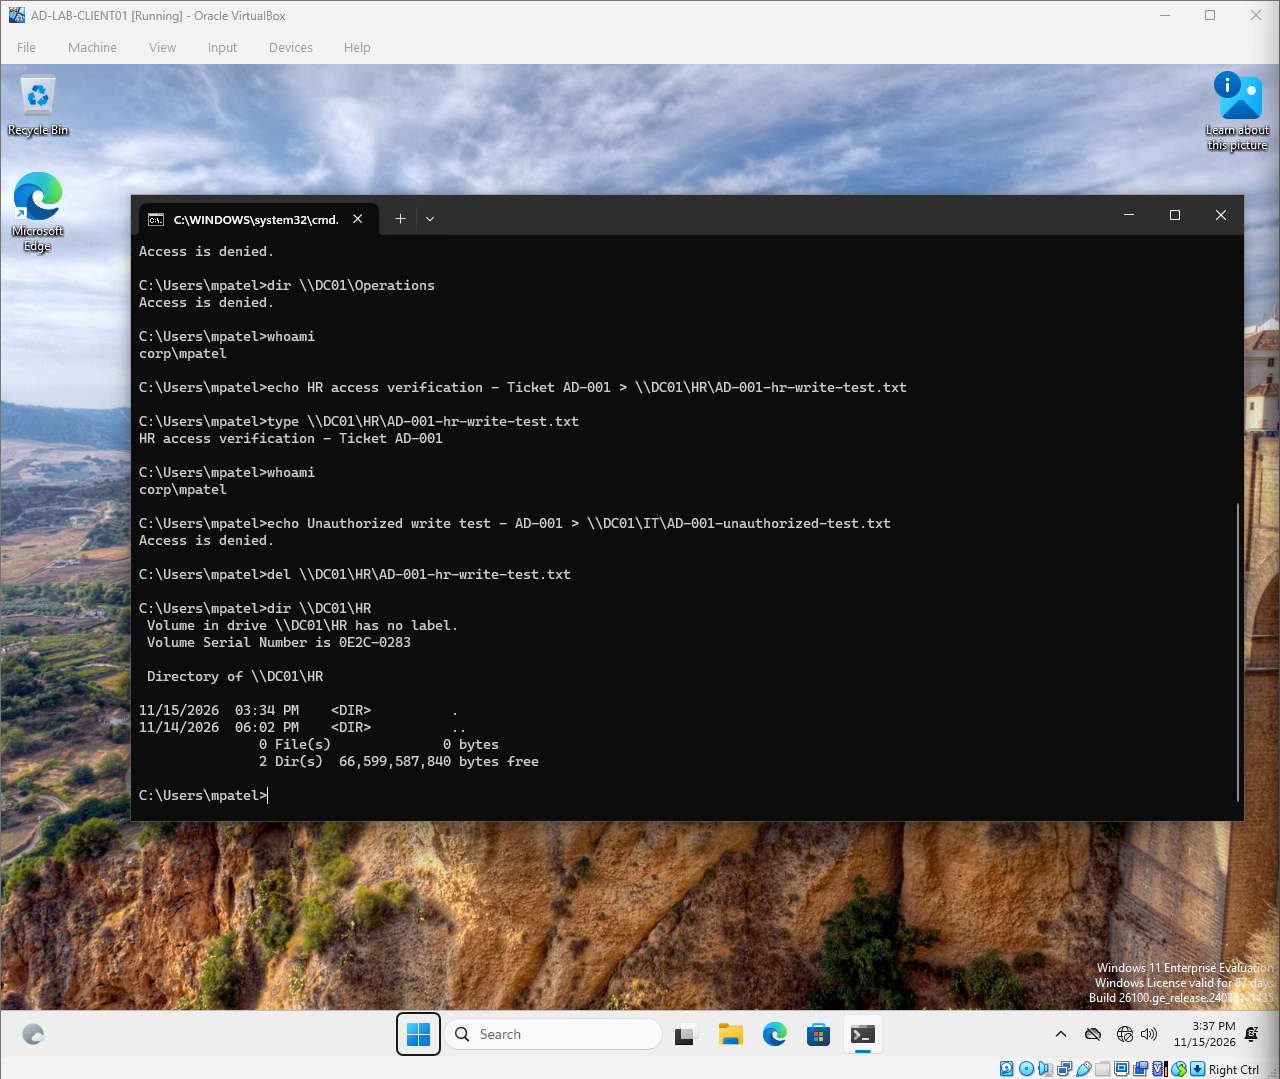 AD-LAB-CLIENT01 [Running] - Oracle VirtualBox
File Machine View Input Devices Help
Recycle Bin
Learn about
this picture
Microsoft
Edge
C:\WINDOWS\system32\cmd.
Access is denied.
C:\Users\mpatel>dir \\DC01\Operations
Access is denied.
C:\Users\mpatel>whoami
corp\mpatel
C:\Users\mpatel>echo HR access verification - Ticket AD-001 > \\DC01\HR\AD-001-hr-write-test.txt
C:\Users\mpatel>type \\DC01\HR\AD-001-hr-write-test.txt
HR access verification - Ticket AD-001
C:\Users\mpatel>whoami
corp\mpatel
C:\Users\mpatel>echo Unauthorized write test - AD-001 > \\DC01\IT\AD-001-unauthorized-test.txt
Access is denied.
C:\Users\mpatel>del \\DC01\HR\AD-001-hr-write-test.txt
C:\Users\mpatel>dir \\DC01\HR
Volume in drive \\DC01\HR has no label.
Volume Serial Number is 0E2C-0283
Directory of \\DC01\HR
11/15/2026 03:34 PM <DIR> .
11/14/2026 06:02 PM <DIR> ..
0 File(s) 0 bytes
2 Dir(s) 66,599,587,840 bytes free
C:\Users\mpatel>
Windows 11 Enterprise Evaluation
Windows License valid for 87 days
Build 26100.ge_release.240331-1435
Search
3:37 PM
11/15/2026
Right Ctrl